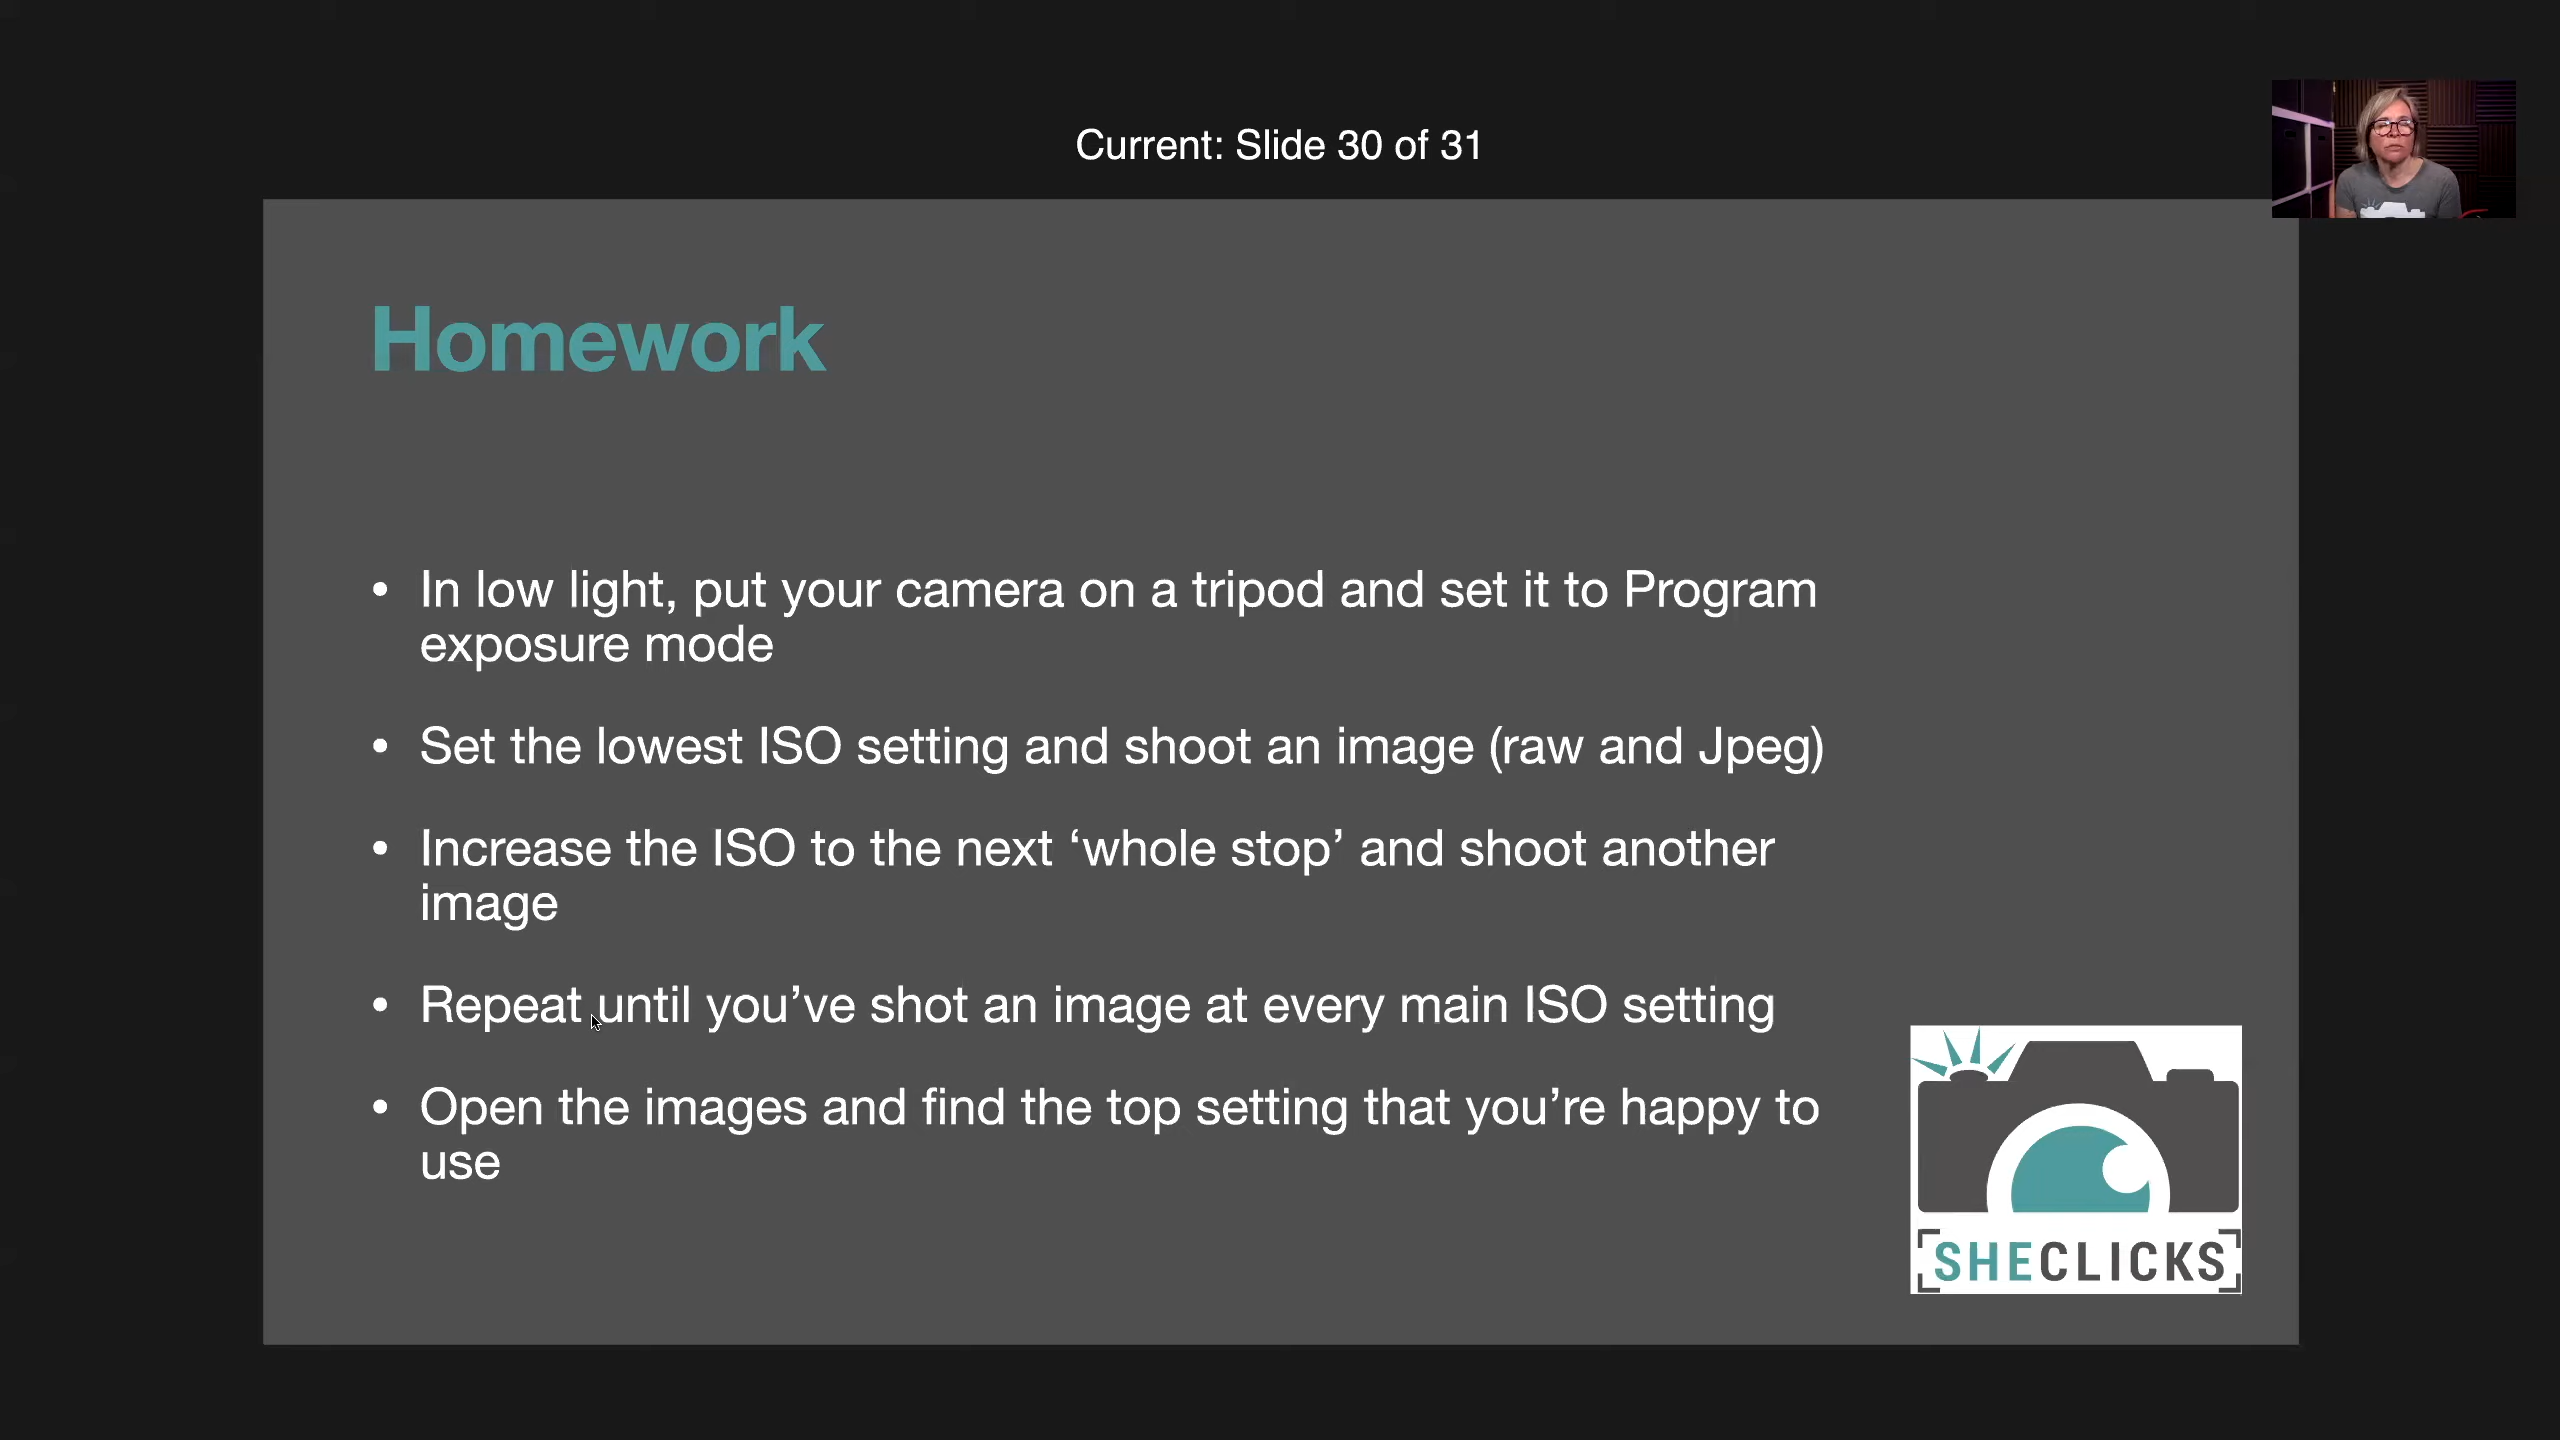 Current: Slide 30 of 31
Homework
• In low light, put your camera on a tripod and set it to Program
exposure mode
• Set the lowest ISO setting and shoot an image (raw and Jpeg)
• Increase the ISO to the next ‘whole stop’ and shoot another
image
• Repeat until you’ve shot an image at every main ISO setting
• Open the images and find the top setting that you’re happy to
use
SHECLICKS